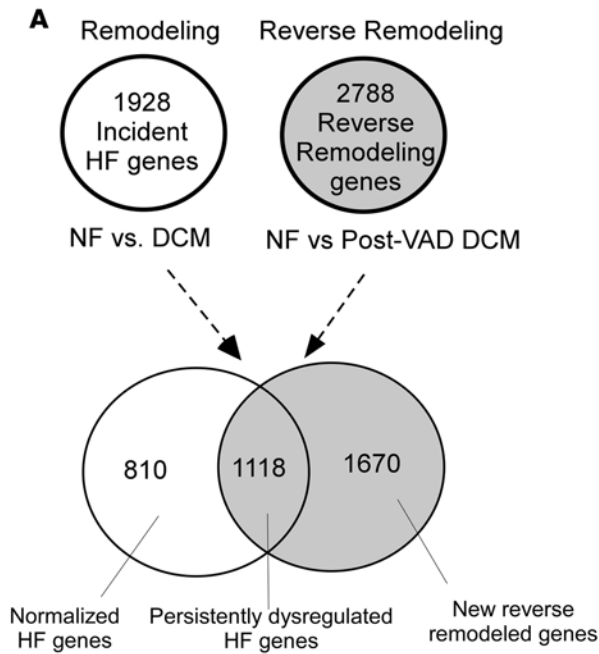 A
Remodeling
Reverse Remodeling
1928
Incident
HF genes
2788
Reverse
Remodeling
genes
NF vs. DCM
NF vs Post-VAD DCM
810
1118
1670
Normalized
HF genes
Persistently dysregulated
HF genes
New reverse
remodeled genes